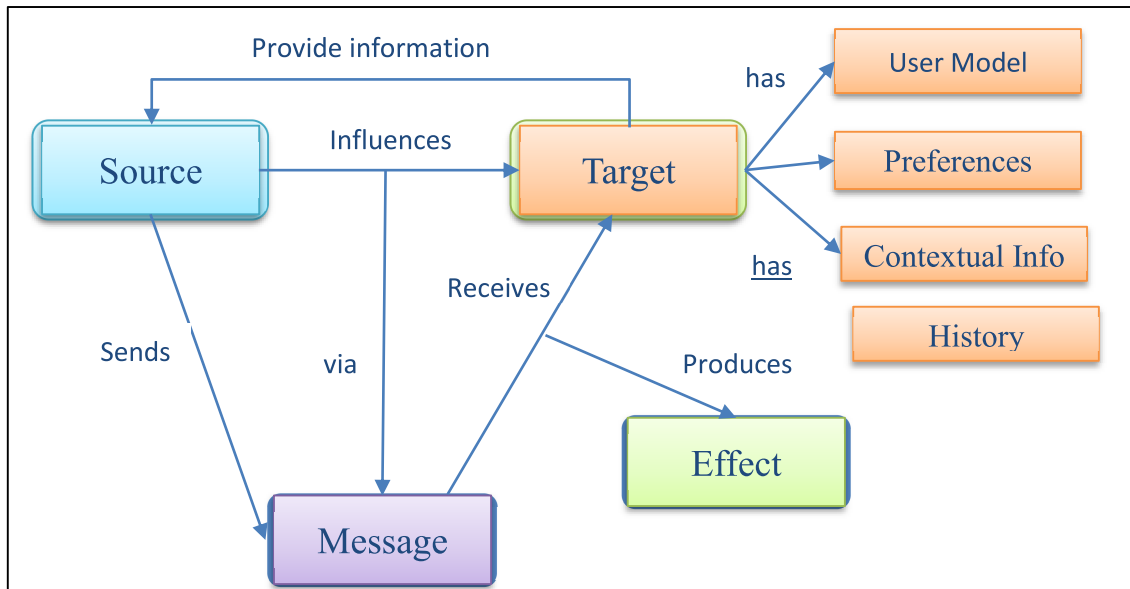 Provide information
User Model
has
Source
Influences
Target
Preferences
Contextual Info
has
Receives
History
Sends
via
Produces
Effect
Message